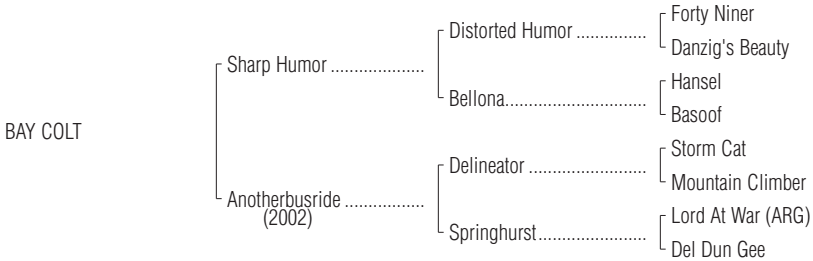 Forty Niner
Distorted Humor ...............
Danzig's Beauty
Sharp Humor ....................
Hansel
Bellona..............................
Basoof
BAY COLT
Storm Cat
Delineator .........................
Mountain Climber
Anotherbusride .................
(2002)
Lord At War (ARG)
Springhurst.......................
Del Dun Gee